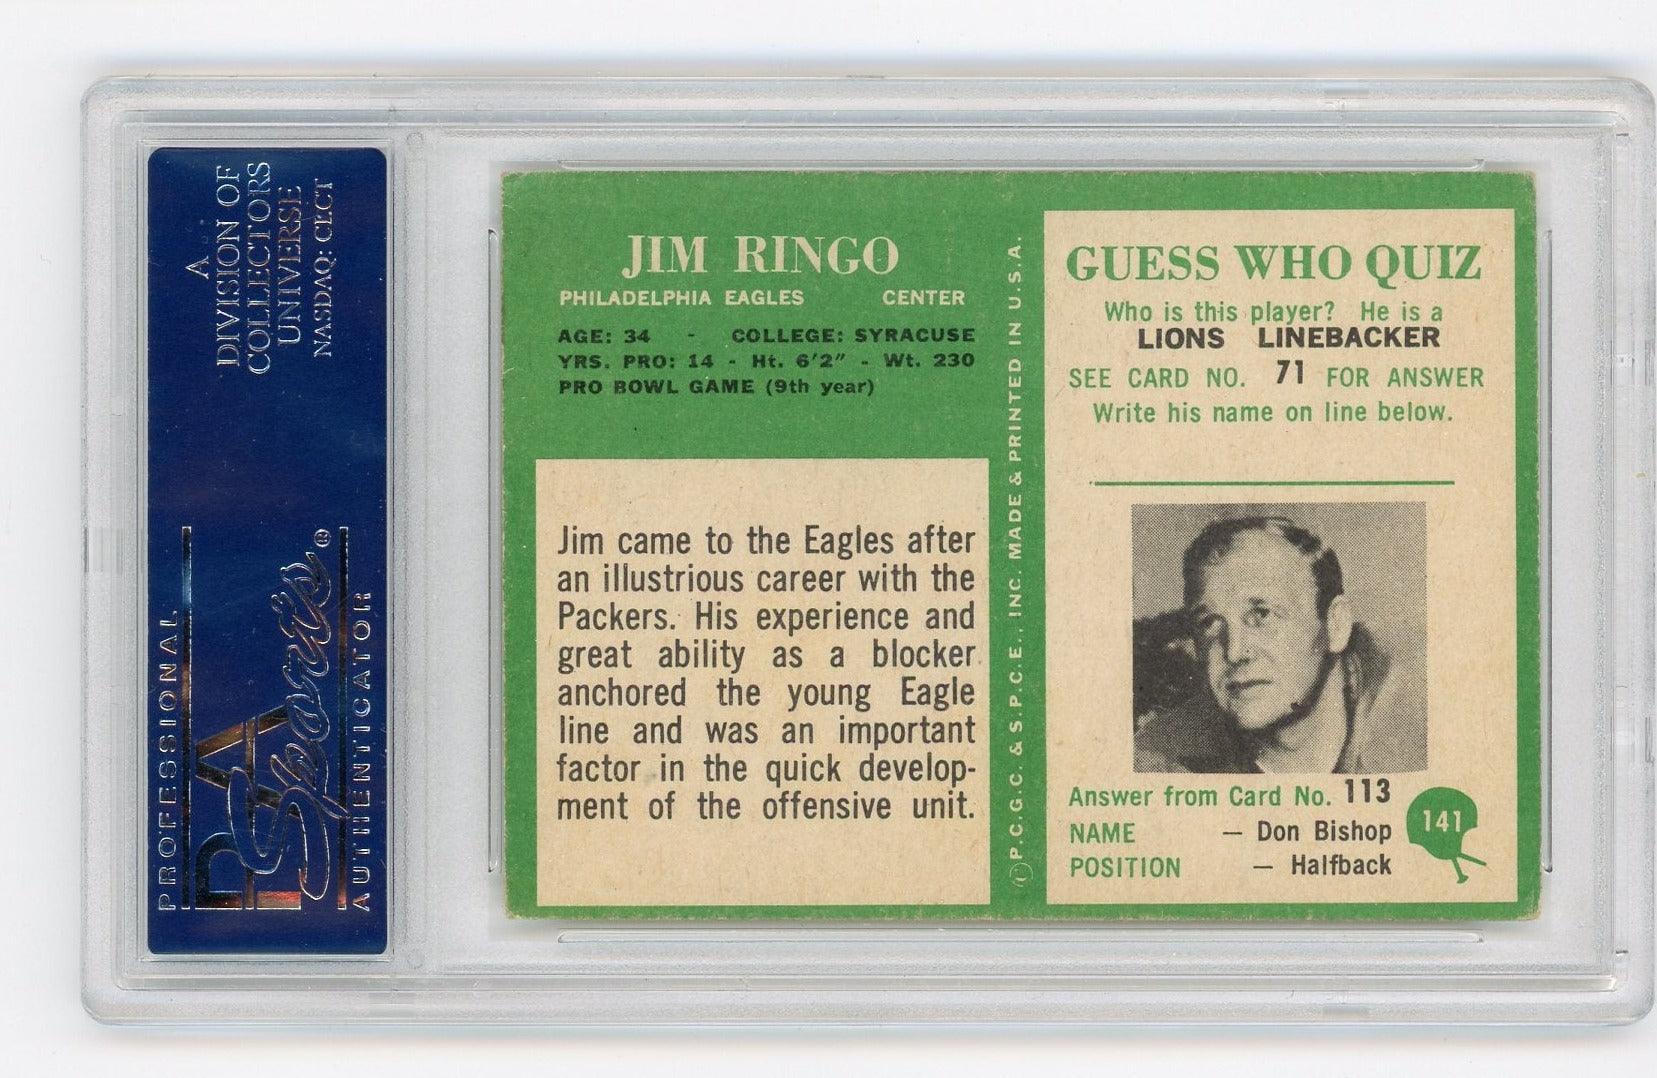 A
DIVISION OF
COLLECTORS
UNIVERSE
NASDAQ: CLCT
PROFESSIONAL
PSA
Sports®
AUTHENTICATOR
JIM RINGO
PHILADELPHIA EAGLES CENTER
AGE: 34 - COLLEGE: SYRACUSE
YRS. PRO: 14 - Ht. 6'2" - Wt. 230
PRO BOWL GAME (9th year)
Jim came to the Eagles after
an illustrious career with the
Packers. His experience and
great ability as a blocker
anchored the young Eagle
line and was an important
factor in the quick develop-
ment of the offensive unit.
©P.C.G.C. & S.P.C.E., INC. MADE & PRINTED IN U.S.A.
GUESS WHO QUIZ
Who is this player? He is a
LIONS LINEBACKER
SEE CARD NO. 71 FOR ANSWER
Write his name on line below.
Answer from Card No. 113
NAME — Don Bishop
POSITION — Halfback
141